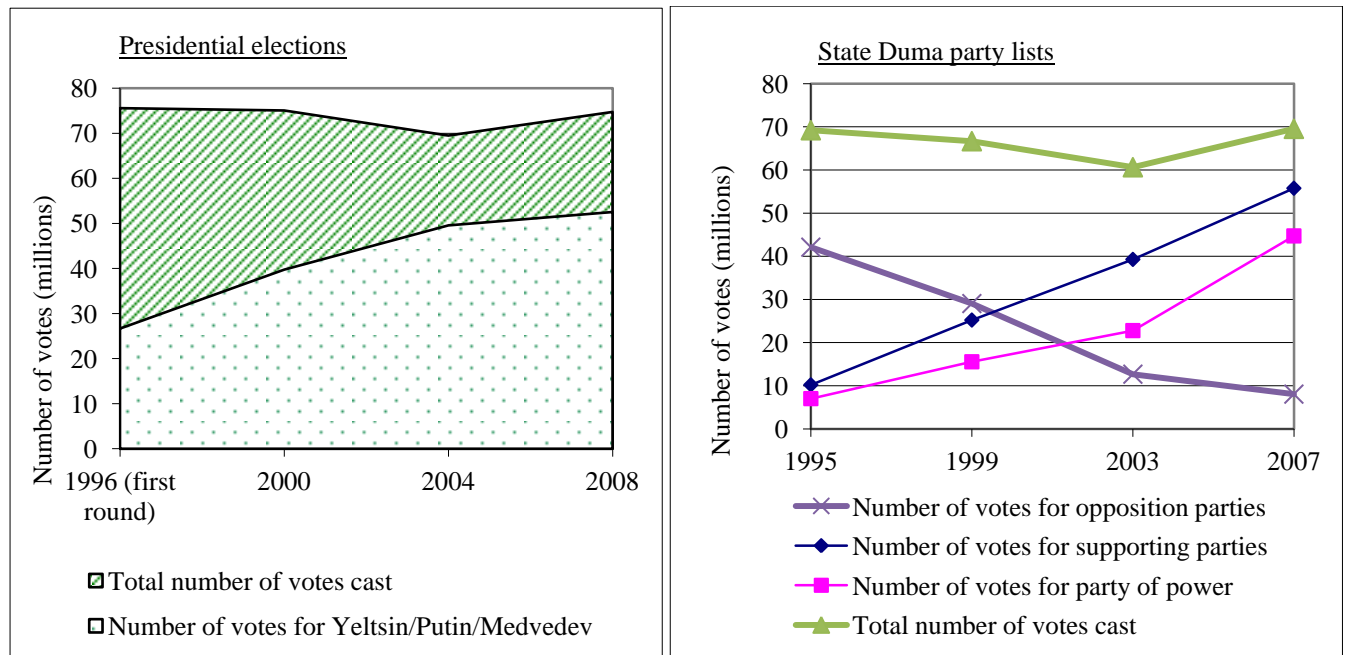 Presidential elections
Number of votes (millions)
80
70
60
50
40
30
20
10
0
1996 (first round)
2000
2004
2008
Total number of votes cast
Number of votes for Yeltsin/Putin/Medvedev
State Duma party lists
Number of votes (millions)
80
70
60
50
40
30
20
10
0
1995
1999
2003
2007
Number of votes for opposition parties
Number of votes for supporting parties
Number of votes for party of power
Total number of votes cast